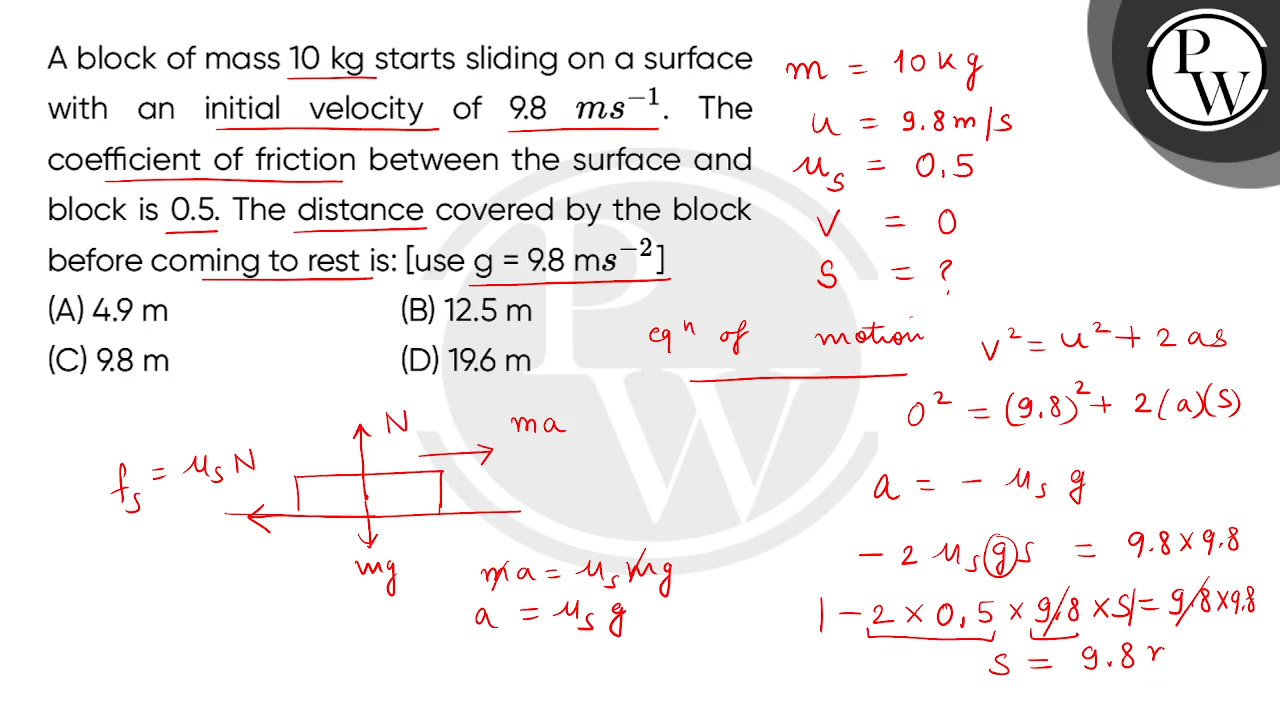 A block of mass 10 kg starts sliding on a surface
with an initial velocity of 9.8 ms⁻¹. The
coefficient of friction between the surface and
block is 0.5. The distance covered by the block
before coming to rest is: [use g = 9.8 ms⁻²]
(A) 4.9 m (B) 12.5 m
(C) 9.8 m (D) 19.6 m
PW
m = 10 kg
u = 9.8 m/s
μs = 0.5
v = 0
S = ?
eqⁿ of motion
v² = u² + 2as
0² = (9.8)² + 2(a)(s)
a = - μs g
- 2 μs g s = 9.8 × 9.8
|- 2 × 0.5 × 9.8 × s| = 9.8 × 9.8
s = 9.8 m
N
ma
fs = μs N
mg
ma = μs mg
a = μs g
PW